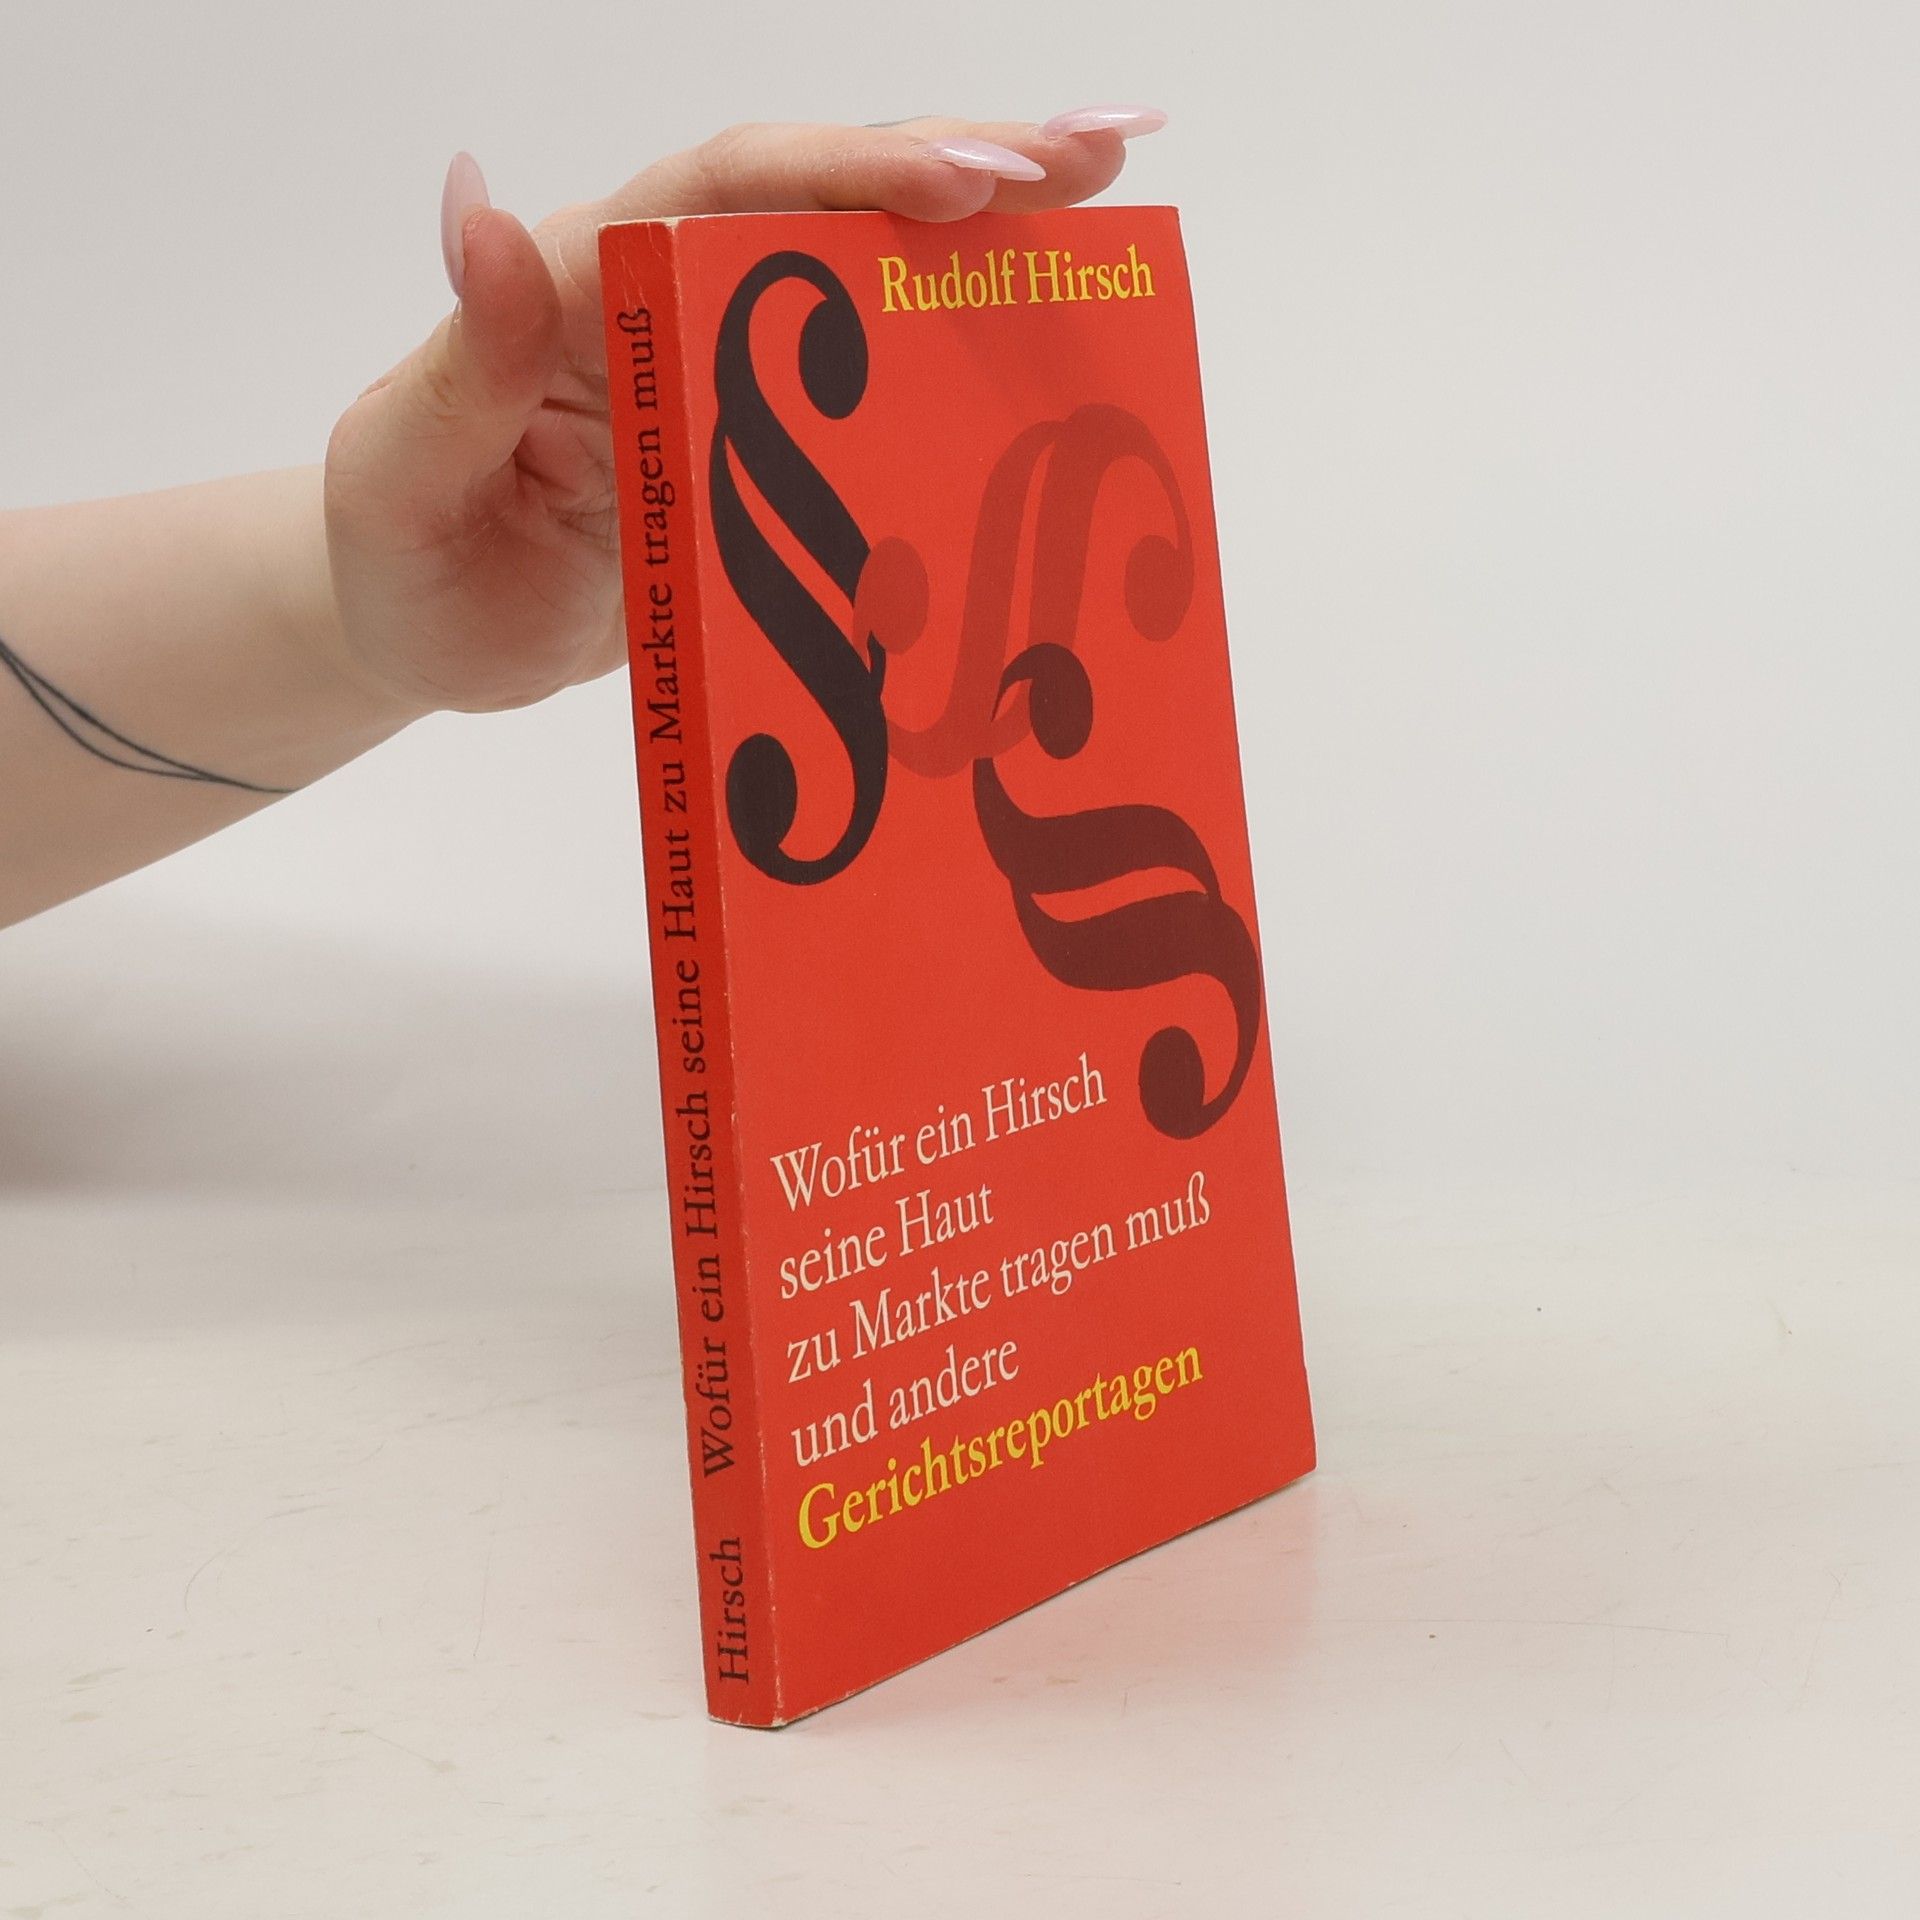 Rudolf Hirsch
§
§
§
Wofür ein Hirsch
seine Haut
zu Markte tragen muß
und andere
Gerichtsreportagen
Hirsch Wofür ein Hirsch seine Haut zu Markte tragen muß